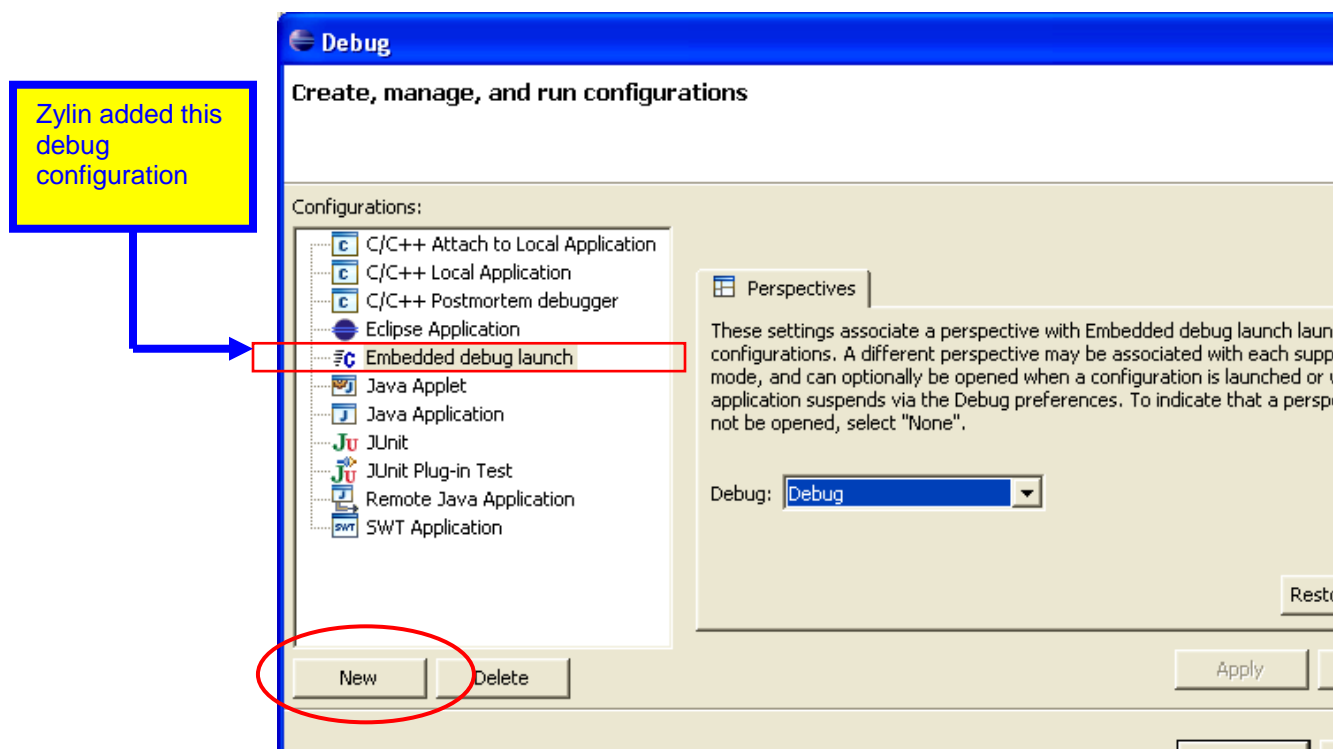 Debug
Create, manage, and run configurations
Zylin added this
debug
configuration
Configurations:
C/C++ Attach to Local Application
C/C++ Local Application
C/C++ Postmortem debugger
Eclipse Application
Embedded debug launch
Java Applet
Java Application
JUnit
JUnit Plug-in Test
Remote Java Application
SWT Application
Perspectives
These settings associate a perspective with Embedded debug launch laun
configurations. A different perspective may be associated with each supp
mode, and can optionally be opened when a configuration is launched or
application suspends via the Debug preferences. To indicate that a persp
not be opened, select "None".
Debug: Debug
Resto
New
Delete
Apply